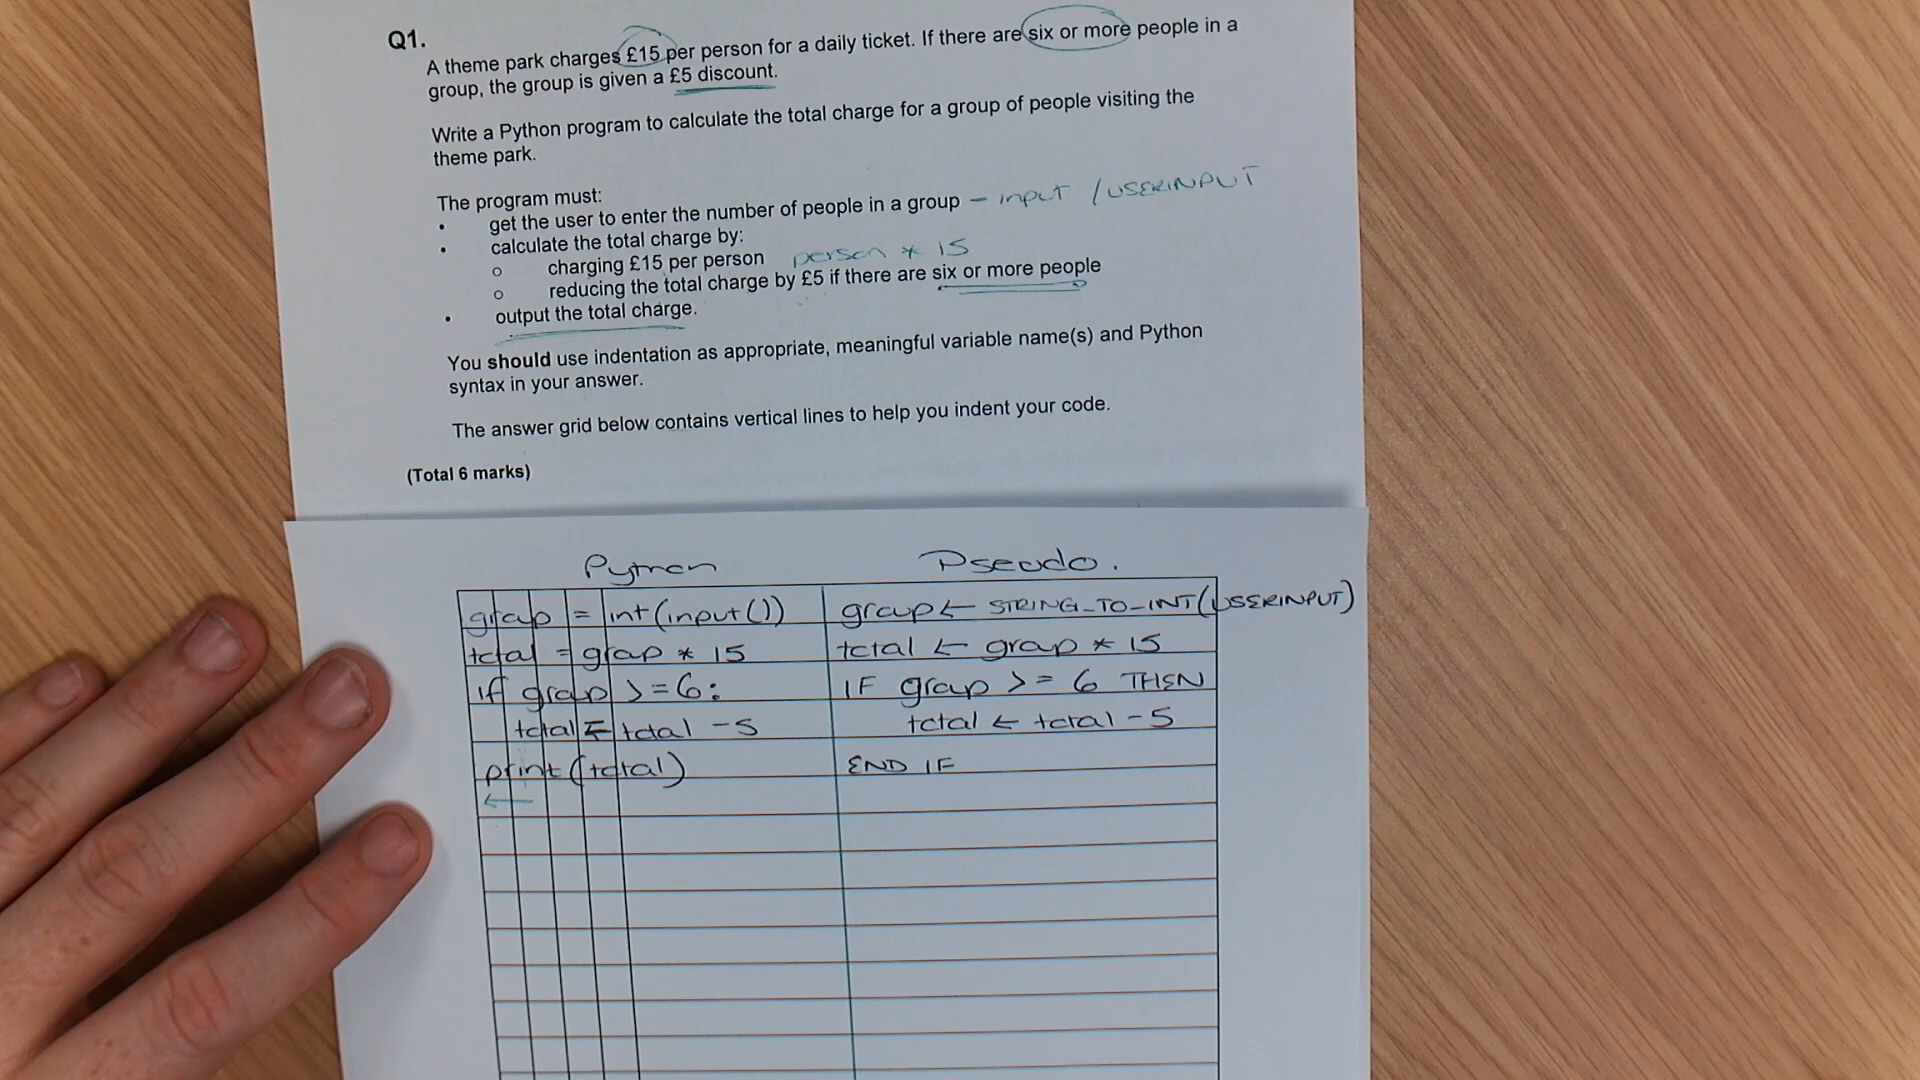 Q1.
A theme park charges £15 per person for a daily ticket. If there are six or more people in a
group, the group is given a £5 discount.
Write a Python program to calculate the total charge for a group of people visiting the
theme park.
The program must:
• get the user to enter the number of people in a group - input / USERINPUT
• calculate the total charge by:
o charging £15 per person person * 15
o reducing the total charge by £5 if there are six or more people
• output the total charge.
You should use indentation as appropriate, meaningful variable name(s) and Python
syntax in your answer.
The answer grid below contains vertical lines to help you indent your code.
(Total 6 marks)
Python Pseudo.
group = int(input()) group ← STRING_TO_INT(USERINPUT)
total = group * 15 total ← group * 15
if group >= 6: IF group >= 6 THEN
total = total - 5 total ← total - 5
print(total) END IF
←